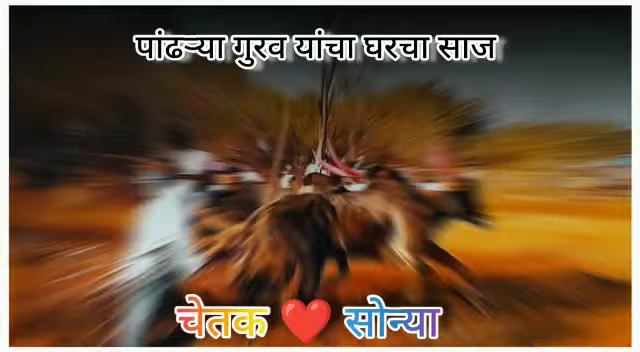 पांढऱ्या गुरव यांचा घरचा साज
चेतक ❤️ सोन्या